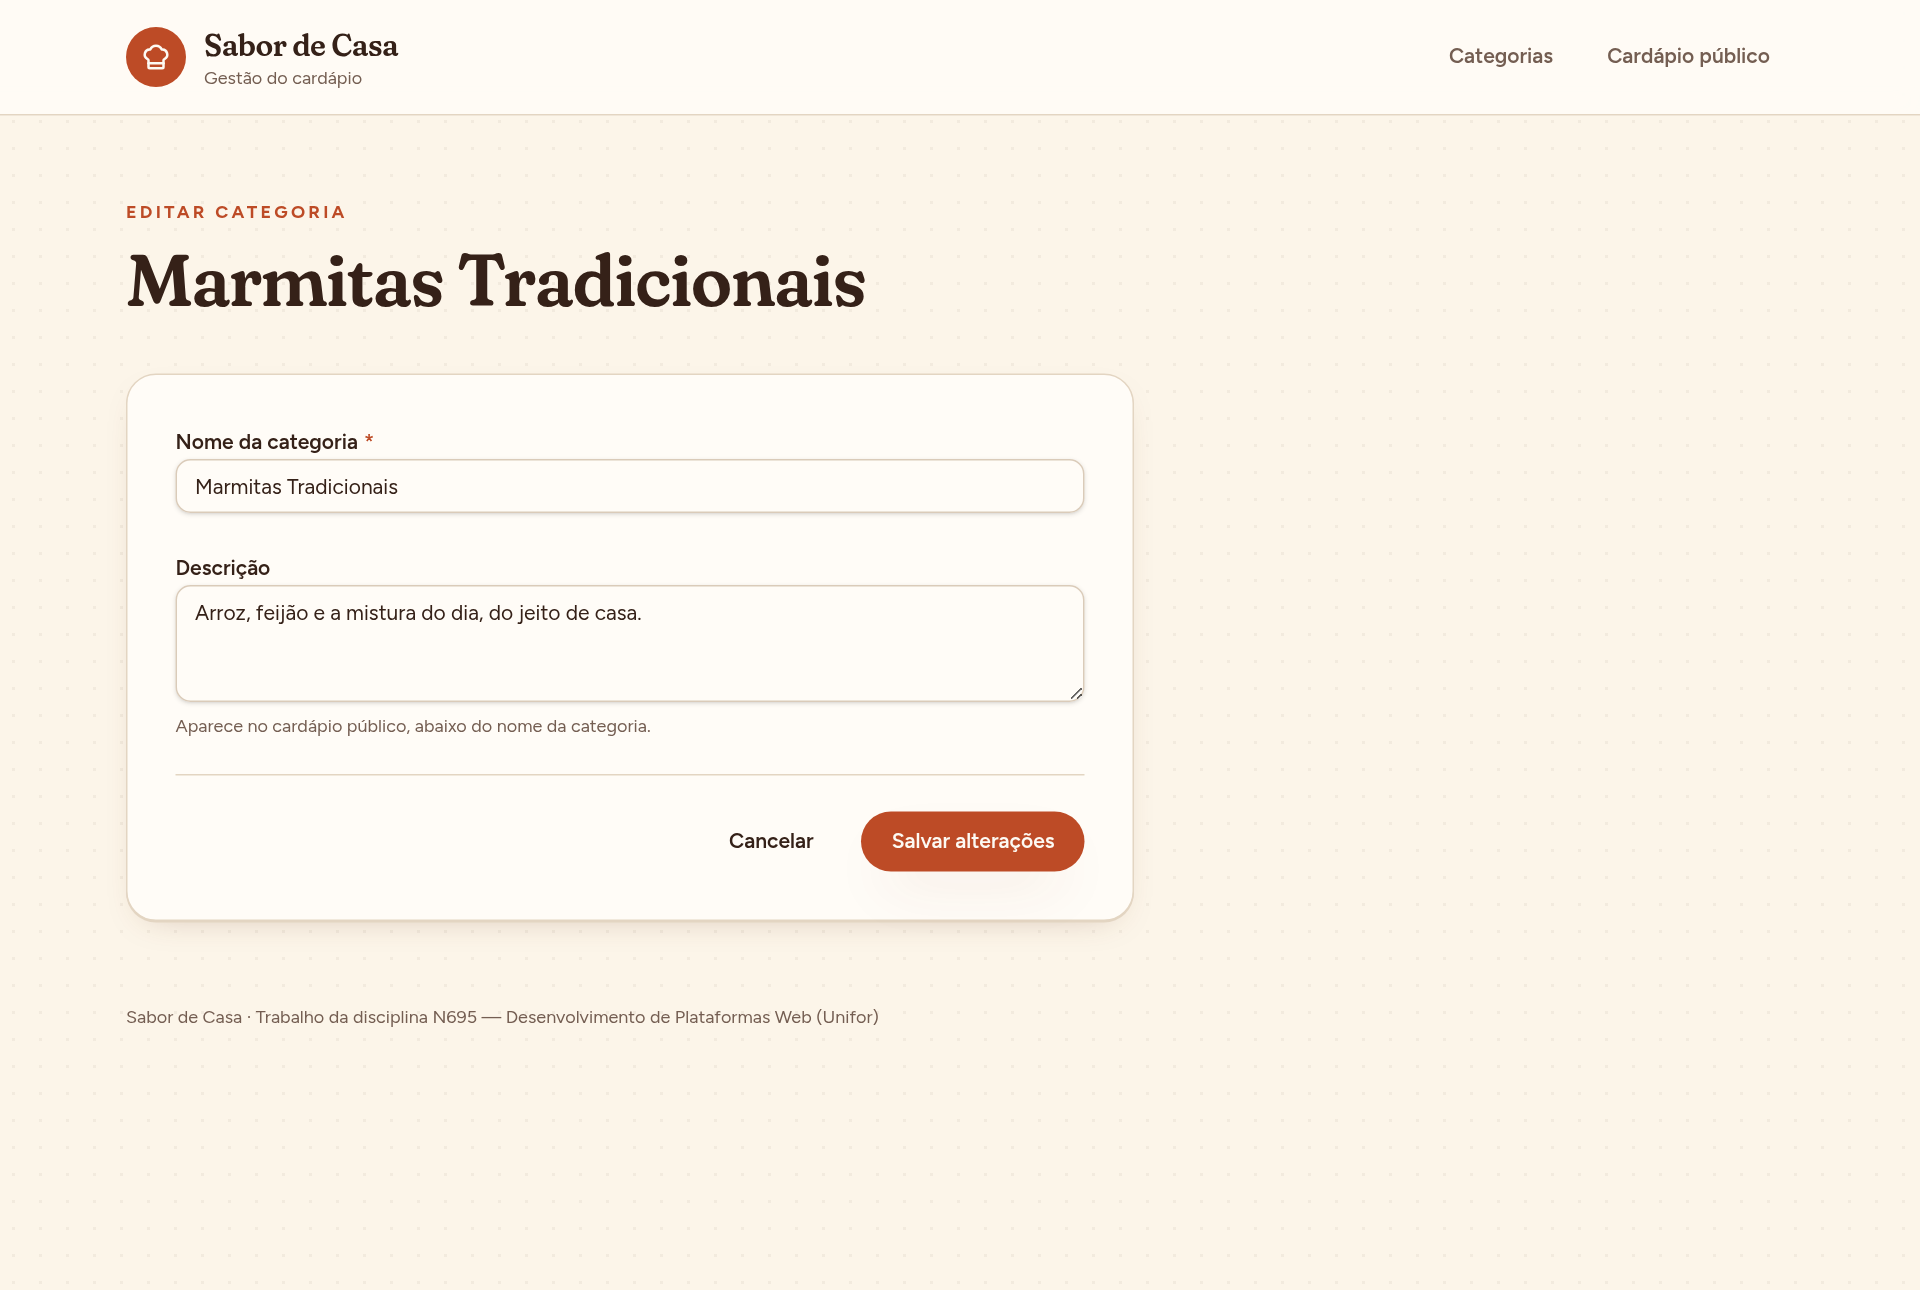 Sabor de Casa
Gestão do cardápio
Categorias
Cardápio público
EDITAR CATEGORIA
Marmitas Tradicionais
Nome da categoria *
Marmitas Tradicionais
Descrição
Arroz, feijão e a mistura do dia, do jeito de casa.
Aparece no cardápio público, abaixo do nome da categoria.
Cancelar
Salvar alterações
Sabor de Casa · Trabalho da disciplina N695 — Desenvolvimento de Plataformas Web (Unifor)